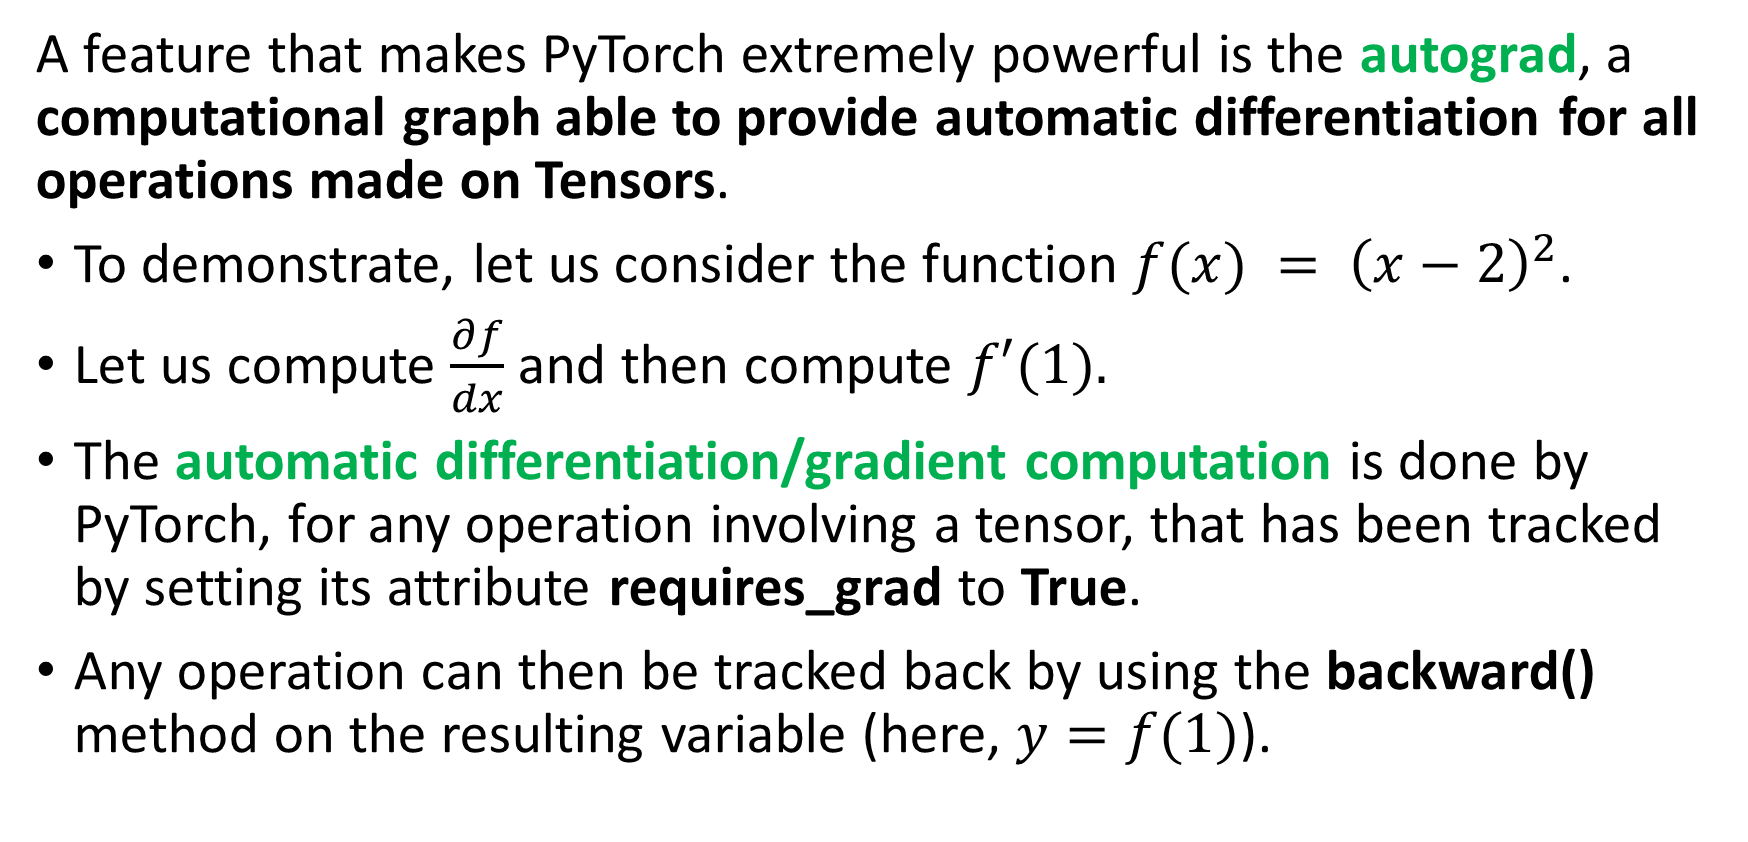 A feature that makes PyTorch extremely powerful is the autograd, a
computational graph able to provide automatic differentiation for all
operations made on Tensors.
• To demonstrate, let us consider the function f(x) = (x − 2)².
• Let us compute ∂f/dx and then compute f′(1).
• The automatic differentiation/gradient computation is done by
PyTorch, for any operation involving a tensor, that has been tracked
by setting its attribute requires_grad to True.
• Any operation can then be tracked back by using the backward()
method on the resulting variable (here, y = f(1)).